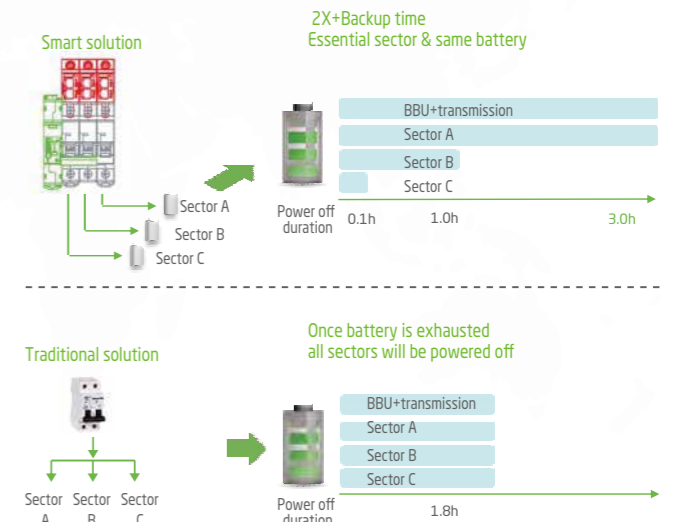 Smart solution
2X+Backup time
Essential sector & same battery
BBU+transmission
Sector A
Sector B
Sector C
Sector A
Sector B
Sector C
Power off
duration
0.1h
1.0h
3.0h
Traditional solution
Once battery is exhausted
all sectors will be powered off
BBU+transmission
Sector A
Sector B
Sector C
Sector Sector Sector
A B C
Power off
duration
1.8h